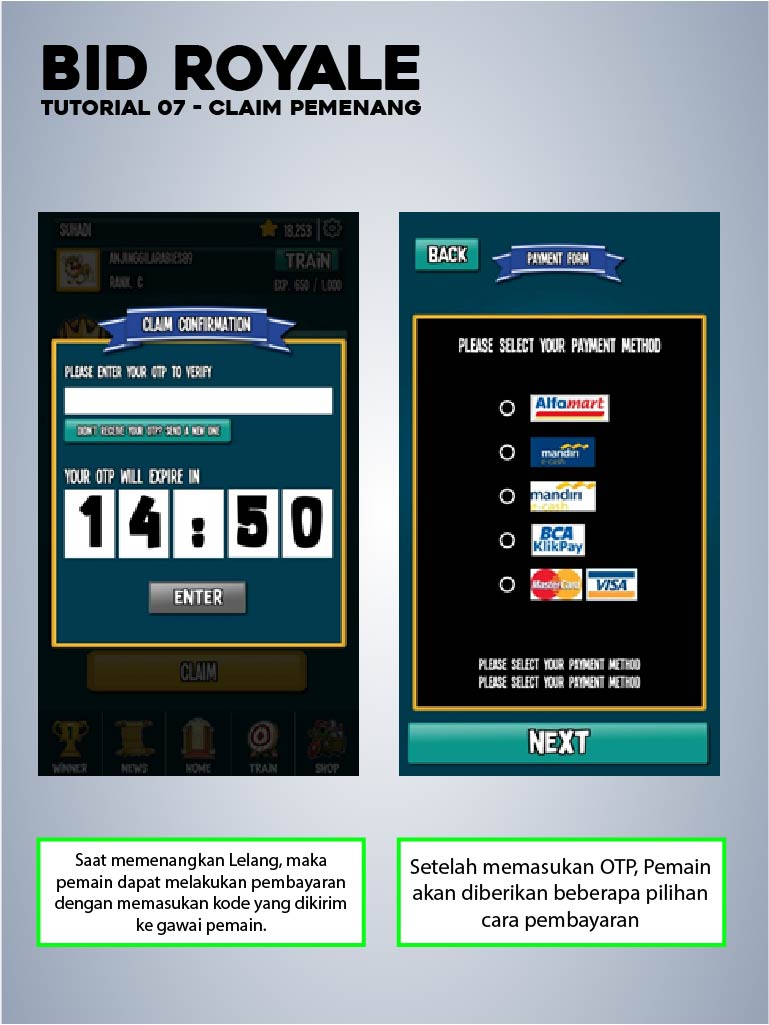 BID ROYALE
TUTORIAL 07 - CLAIM PEMENANG
SUHADI
18,253
ANJINGGILARABIES89
TRAIN
RANK. C
EXP. 650 / 1,000
CLAIM CONFIRMATION
PLEASE ENTER YOUR OTP TO VERIFY
DIDN'T RECEIVE YOUR OTP? SEND A NEW ONE
YOUR OTP WILL EXPIRE IN
14:50
ENTER
CLAIM
WINNER
NEWS
HOME
TRAIN
SHOP
BACK
PAYMENT FORM
PLEASE SELECT YOUR PAYMENT METHOD
Alfamart
mandiri
e-cash
mandiri
e-cash
BCA
KlikPay
MasterCard
VISA
PLEASE SELECT YOUR PAYMENT METHOD
PLEASE SELECT YOUR PAYMENT METHOD
NEXT
Saat memenangkan Lelang, maka
pemain dapat melakukan pembayaran
dengan memasukan kode yang dikirim
ke gawai pemain.
Setelah memasukan OTP, Pemain
akan diberikan beberapa pilihan
cara pembayaran